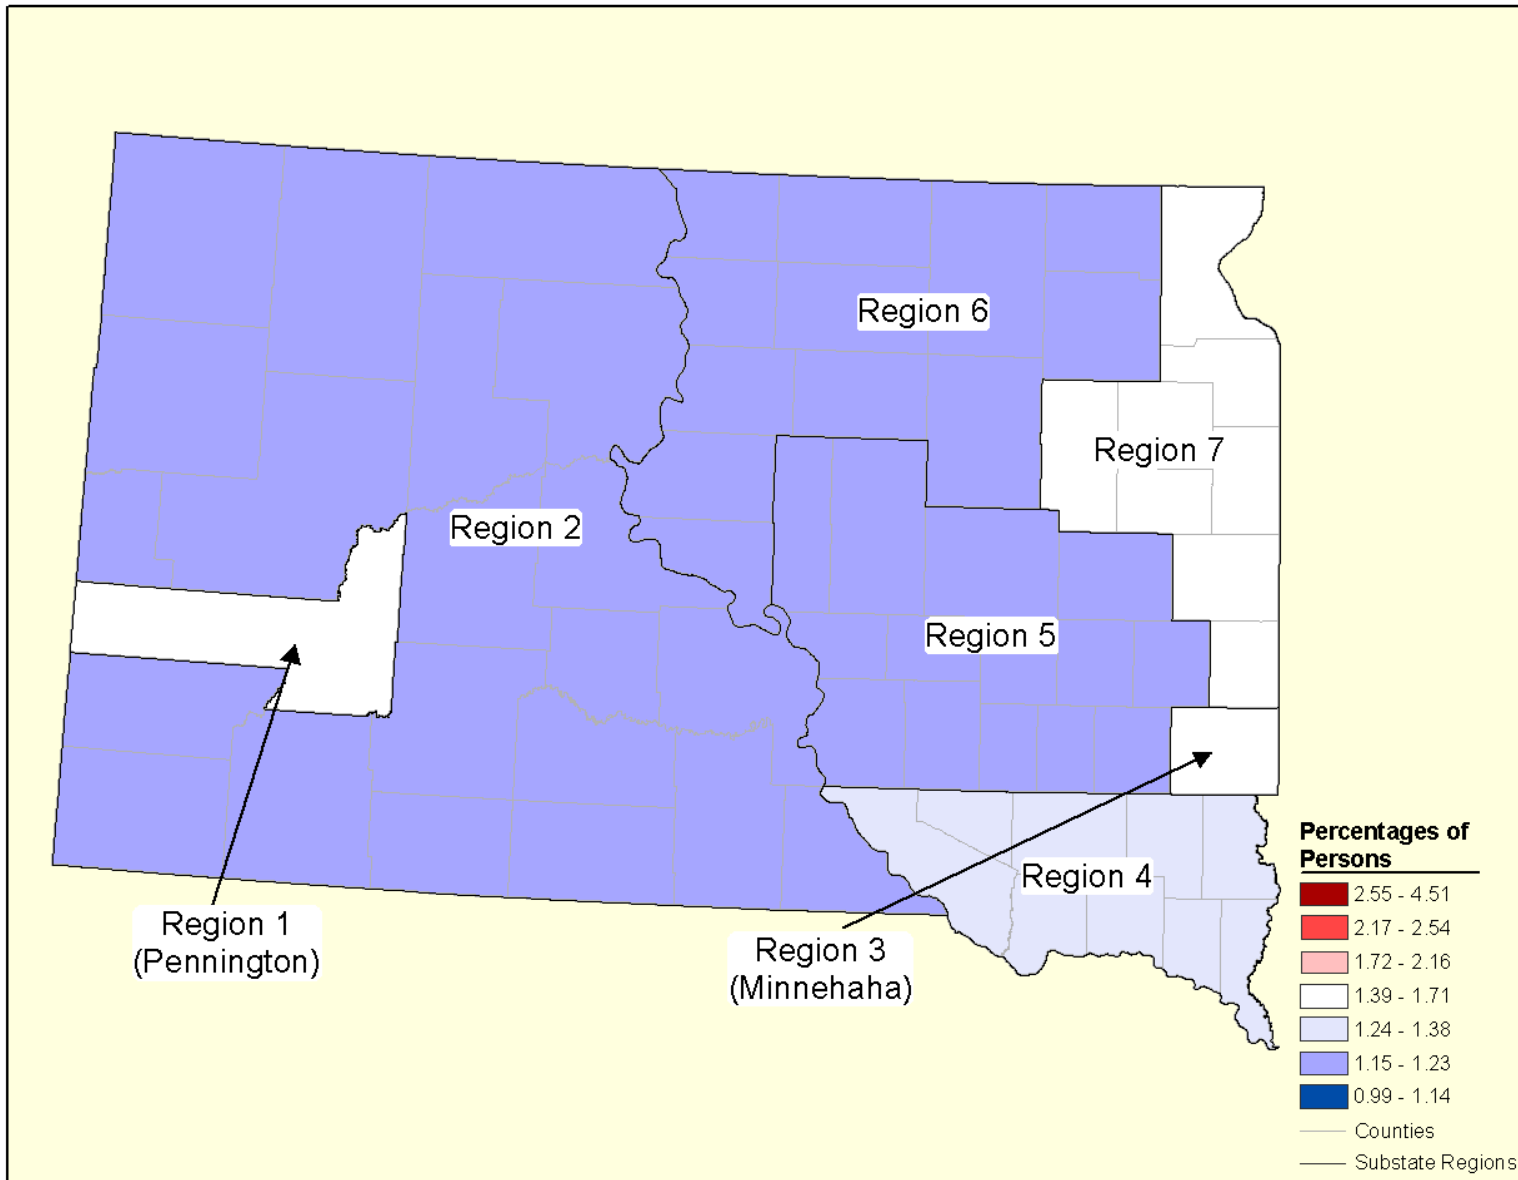 Region 6
Region 7
Region 2
Region 5
Region 4
Region 1
(Pennington)
Region 3
(Minnehaha)
Percentages of
Persons
2.55 - 4.51
2.17 - 2.54
1.72 - 2.16
1.39 - 1.71
1.24 - 1.38
1.15 - 1.23
0.99 - 1.14
Counties
Substate Regions